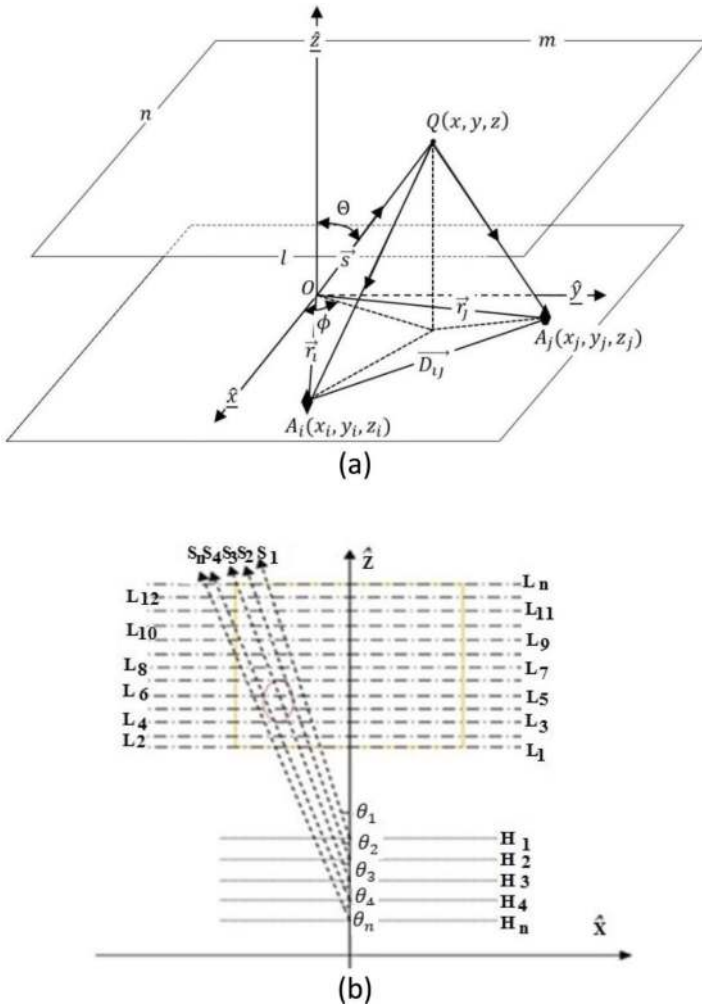 ẑ
m
n
Q(x, y, z)
Θ
l
s⃗
O
ŷ
ϕ
r⃗ⱼ
r⃗ᵢ
Aⱼ(xⱼ, yⱼ, zⱼ)
D⃗ᵢⱼ
x̂
Aᵢ(xᵢ, yᵢ, zᵢ)
(a)
Sₙ S₄ S₃ S₂ S₁
Ẑ
Lₙ
L₁₂
L₁₁
L₁₀
L₉
L₈
L₇
L₆
L₅
L₄
L₃
L₂
L₁
θ₁
θ₂
H₁
H₂
θ₃
H₃
θ₄
H₄
θₙ
Hₙ
X̂
(b)